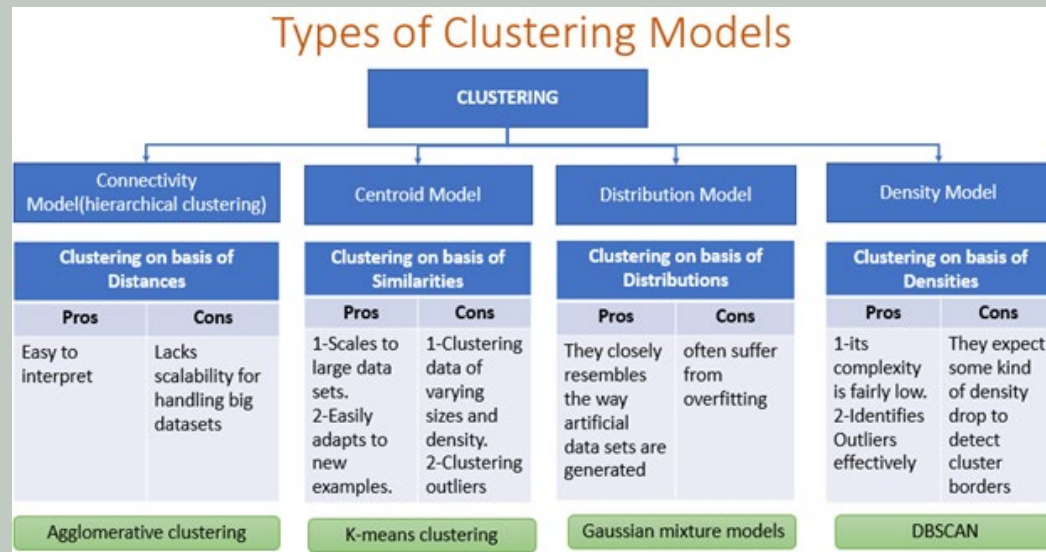 Types of Clustering Models
CLUSTERING
Connectivity
Model(hierarchical clustering)
Clustering on basis of
Distances
Pros
Cons
Easy to
interpret
Lacks
scalability for
handling big
datasets
Agglomerative clustering
Centroid Model
Clustering on basis of
Similarities
Pros
Cons
1-Scales to
large data
sets.
2-Easily
adapts to
new
examples.
1-Clustering
data of
varying
sizes and
density.
2-Clustering
outliers
K-means clustering
Distribution Model
Clustering on basis of
Distributions
Pros
Cons
They closely
resembles
the way
artificial
data sets are
generated
often suffer
from
overfitting
Gaussian mixture models
Density Model
Clustering on basis of
Densities
Pros
Cons
1-its
complexity
is fairly low.
2-Identifies
Outliers
effectively
They expect
some kind
of density
drop to
detect
cluster
borders
DBSCAN